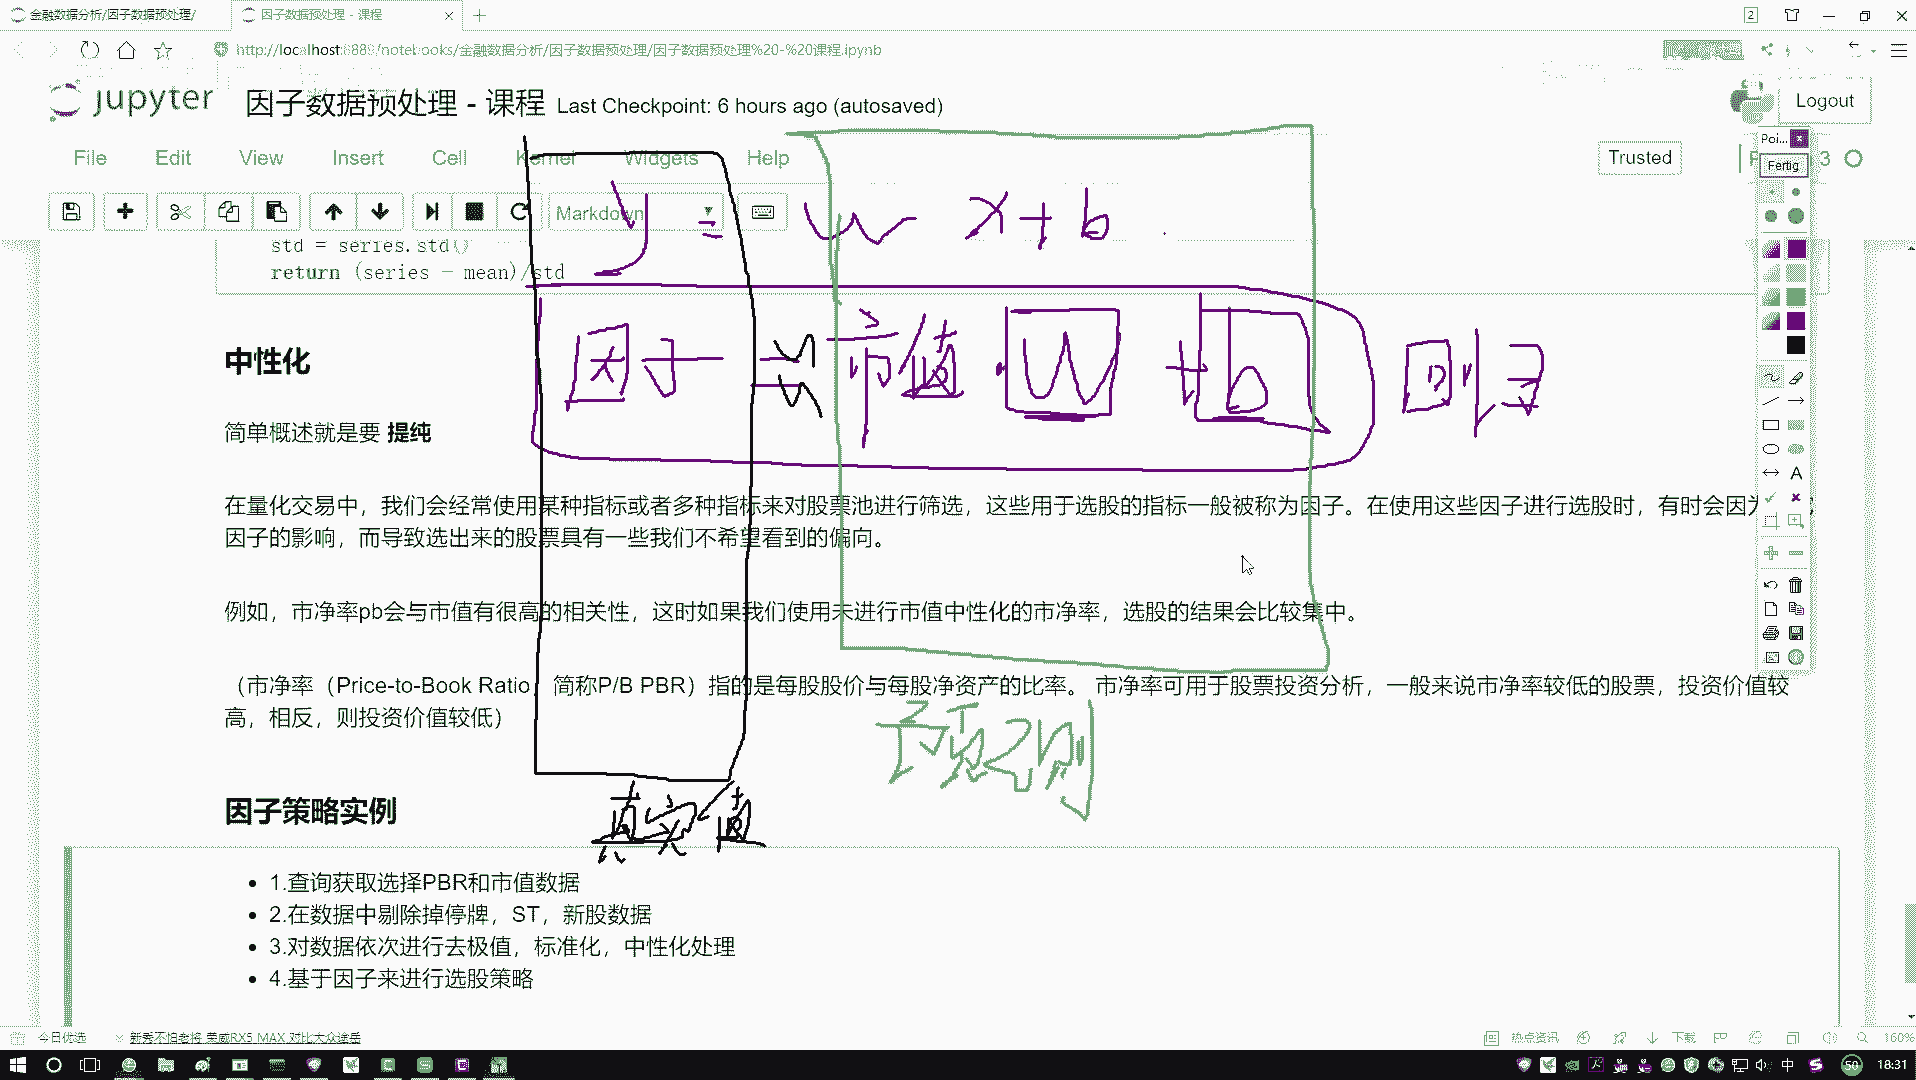 金融数据分析/因子数据预处理/
因子数据预处理 - 课程
2
http://localhost:8889/notebooks/金融数据分析/因子数据预处理/因子数据预处理%20-%20课程.ipynb
jupyter 因子数据预处理 - 课程 Last Checkpoint: 6 hours ago (autosaved)
Logout
File Edit View Insert Cell Kernel Widgets Help
Trusted
3
Poi...
Fertig
Markdown
y = w x + b
std = series.std()
return (series - mean)/std
因子 = 市值 · W + b 回归
中性化
简单概述就是要 提纯
在量化交易中，我们会经常使用某种指标或者多种指标来对股票池进行筛选，这些用于选股的指标一般被称为因子。在使用这些因子进行选股时，有时会因为
因子的影响，而导致选出来的股票具有一些我们不希望看到的偏向。
例如，市净率pb会与市值有很高的相关性，这时如果我们使用未进行市值中性化的市净率，选股的结果会比较集中。
（市净率（Price-to-Book Ratio，简称P/B PBR）指的是每股股价与每股净资产的比率。 市净率可用于股票投资分析，一般来说市净率较低的股票，投资价值较
高，相反，则投资价值较低）
预测
真实值
因子策略实例
1.查询获取选择PBR和市值数据
2.在数据中剔除掉停牌，ST，新股数据
3.对数据依次进行去极值，标准化，中性化处理
4.基于因子来进行选股策略
今日优选
新秀不怕老将 荣威RX5 MAX 对比大众途岳
热点资讯
下载
160%
中
50
18:31